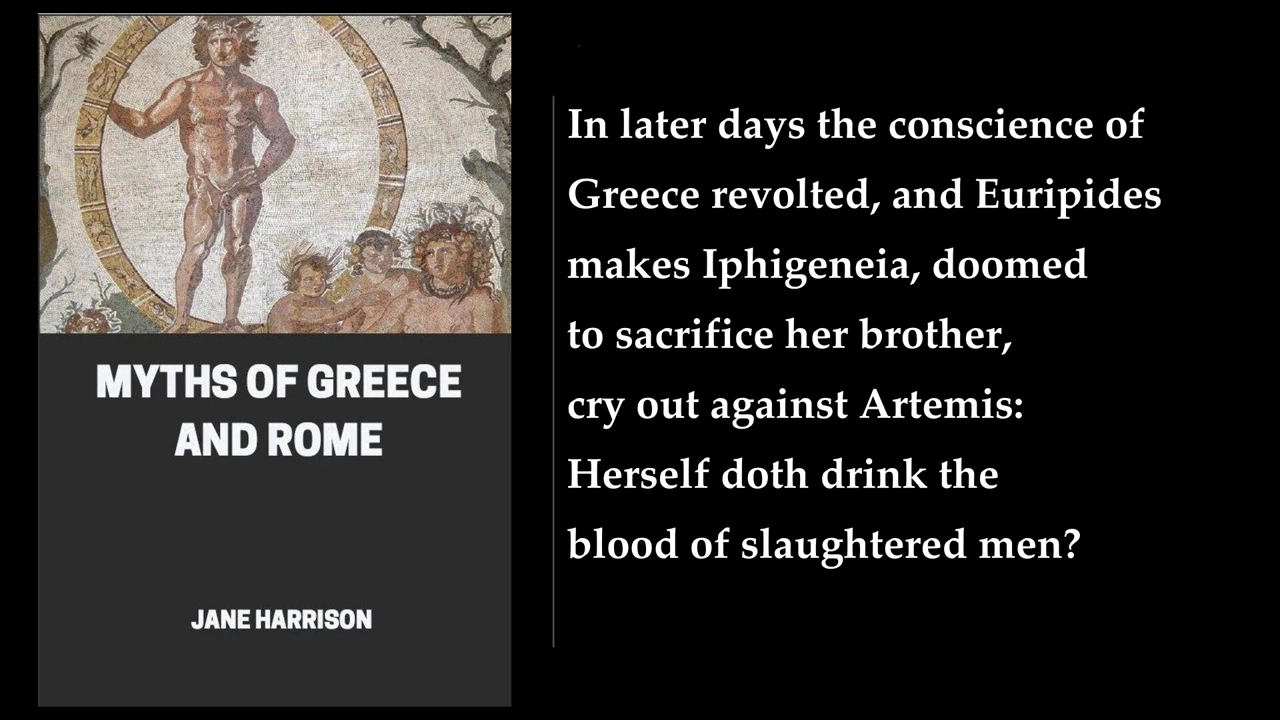 MYTHS OF GREECE
AND ROME
JANE HARRISON
In later days the conscience of
Greece revolted, and Euripides
makes Iphigeneia, doomed
to sacrifice her brother,
cry out against Artemis:
Herself doth drink the
blood of slaughtered men?